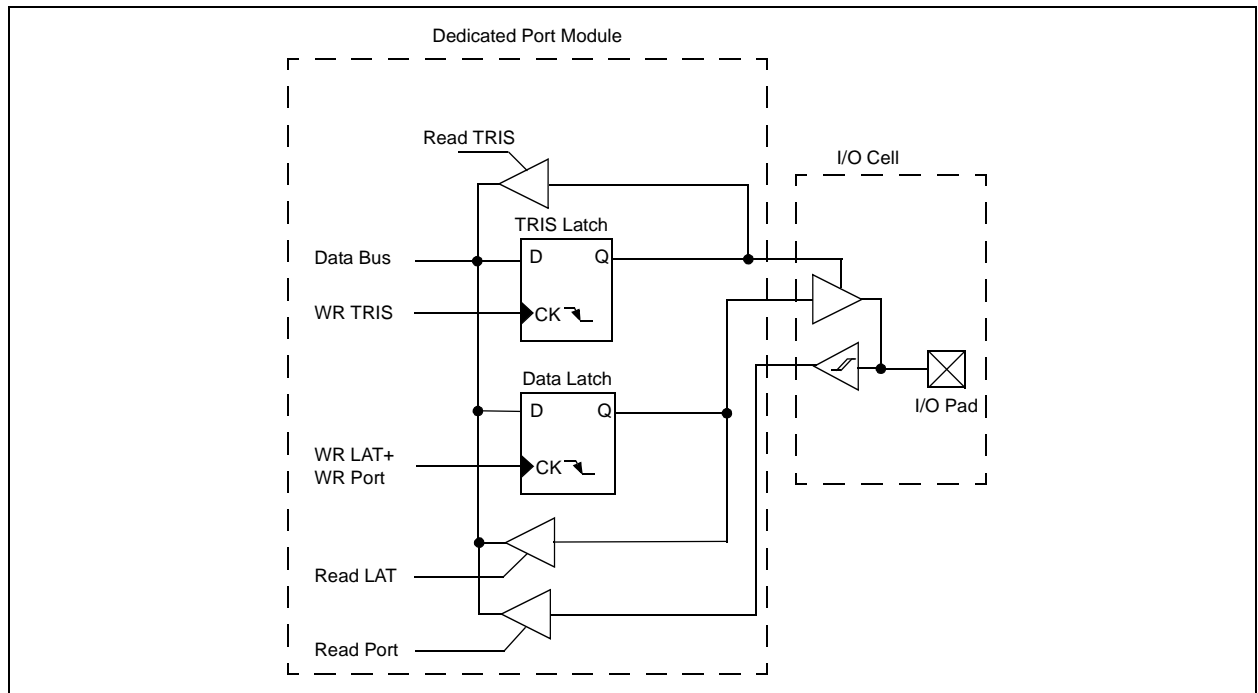 Dedicated Port Module
Read TRIS
I/O Cell
TRIS Latch
Data Bus
D
Q
WR TRIS
CK
Data Latch
I/O Pad
D
Q
WR LAT+
WR Port
CK
Read LAT
Read Port